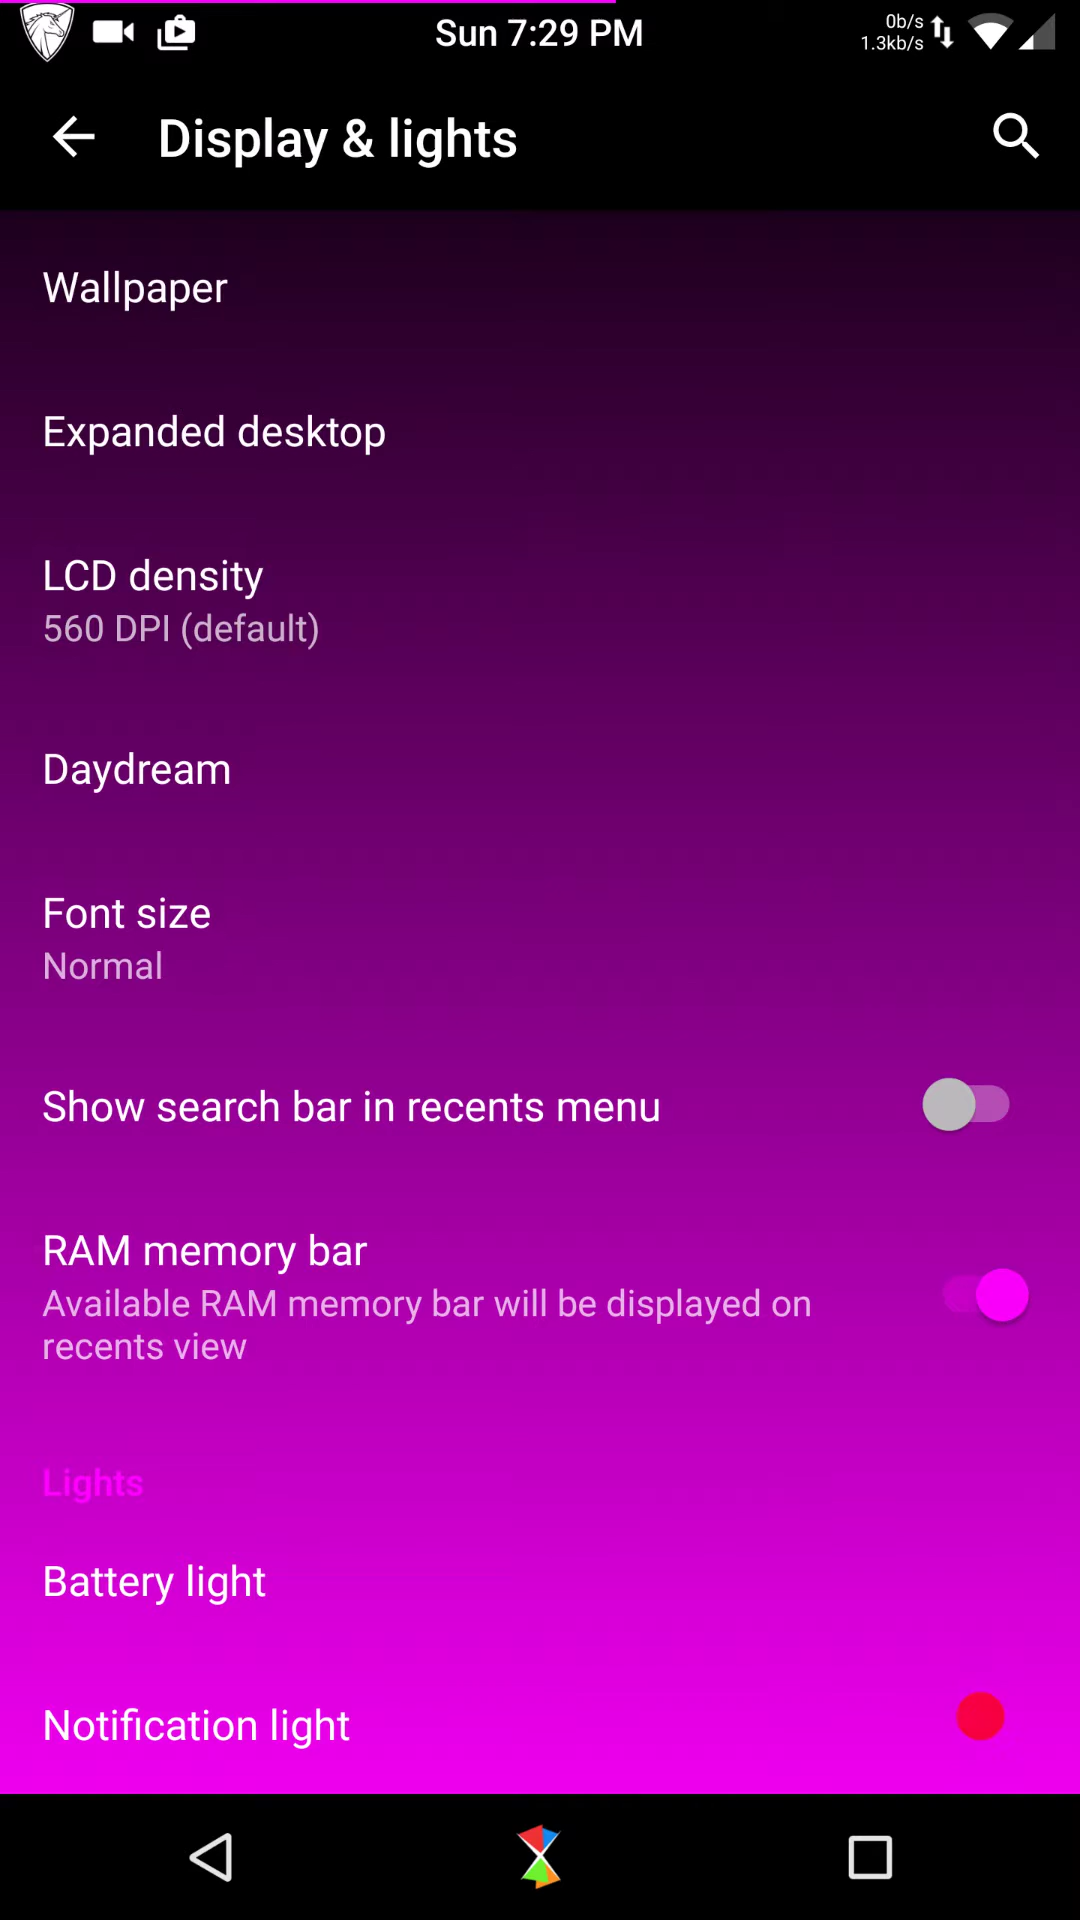 Sun 7:29 PM
0b/s
1.3kb/s
Display & lights
Wallpaper
Expanded desktop
LCD density
560 DPI (default)
Daydream
Font size
Normal
Show search bar in recents menu
RAM memory bar
Available RAM memory bar will be displayed on
recents view
Lights
Battery light
Notification light